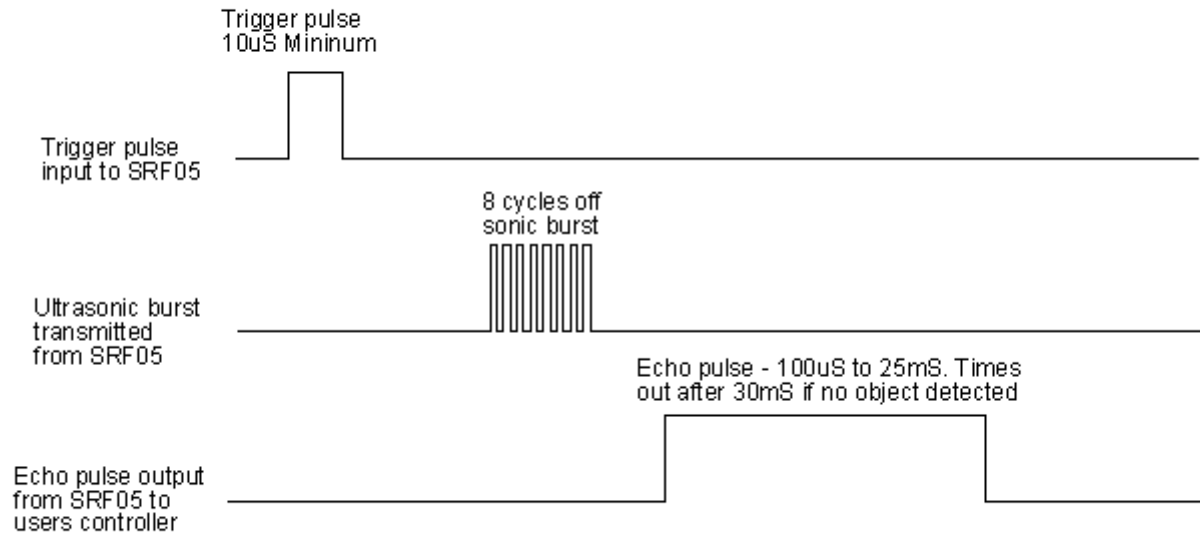 Trigger pulse
10uS Mininum
Trigger pulse
input to SRF05
8 cycles off
sonic burst
Ultrasonic burst
transmitted
from SRF05
Echo pulse - 100uS to 25mS. Times
out after 30mS if no object detected
Echo pulse output
from SRF05 to
users controller